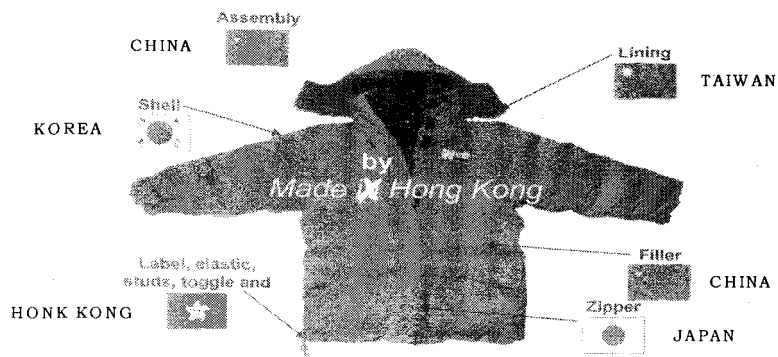 Assembly
CHINA
Lining
TAIWAN
Shell
KOREA
by
Made in Hong Kong
Label, elastic,
studs, toggle and
HONK KONG
Filler
CHINA
Zipper
JAPAN